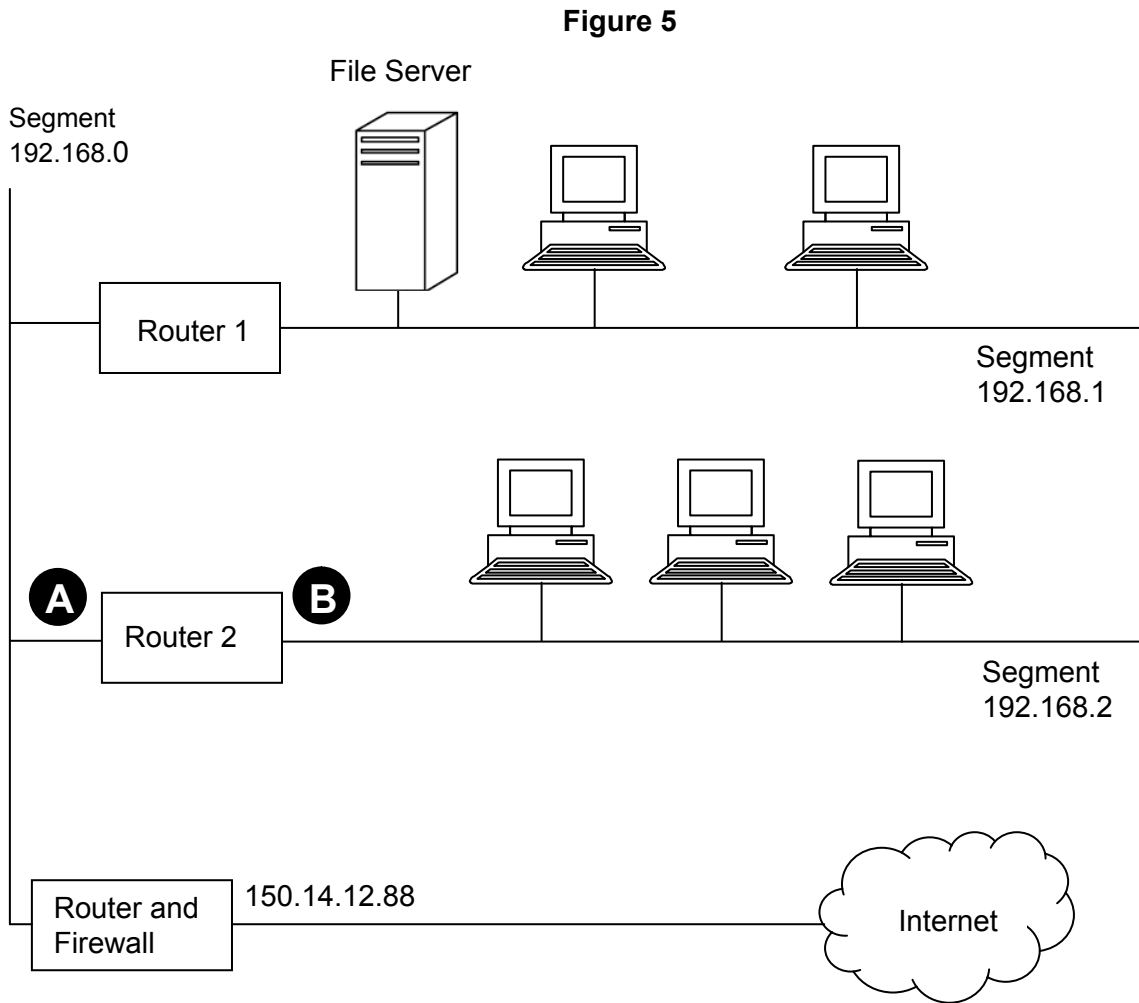 Figure 5
File Server
Segment
192.168.0
Router 1
Segment
192.168.1
A
Router 2
B
Segment
192.168.2
Router and
Firewall
150.14.12.88
Internet